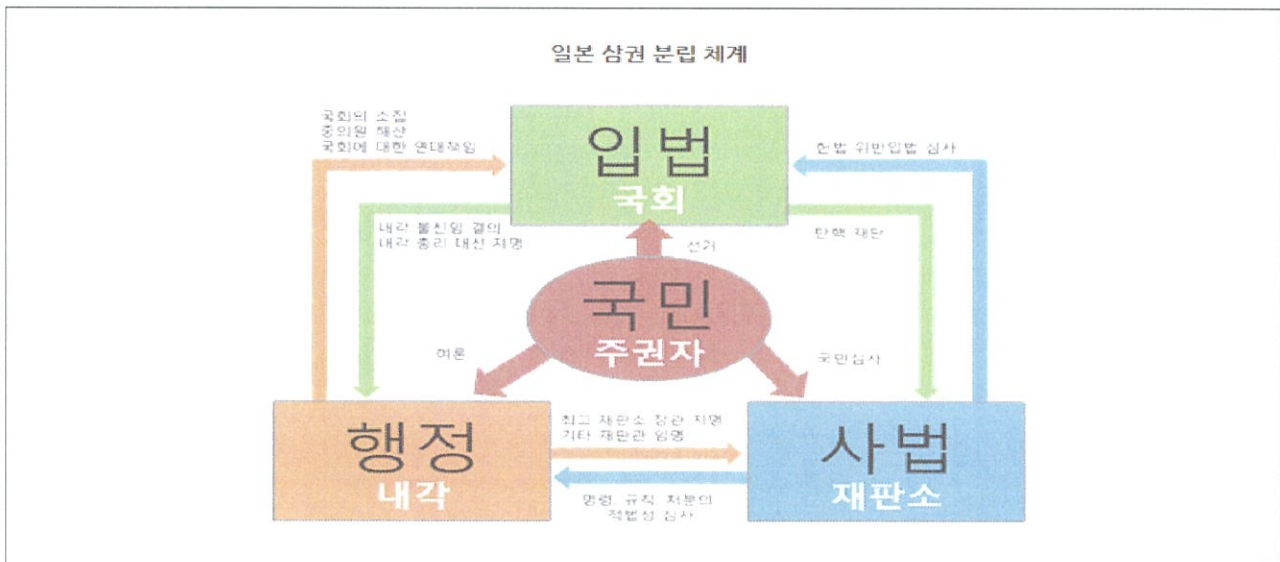 일본 삼권 분립 체계
국회의 소집
중의원 해산
국회에 대한 연대책임
입법
국회
헌법 위반입법 심사
내각 불신임 결의
내각 총리 대신 지명
선거
탄핵 재단
국민
주권자
여론
국민심사
행정
내각
최고 재판소 장관 지명
기타 재단관 임명
사법
재판소
명령 규칙 처분의
적법성 심사